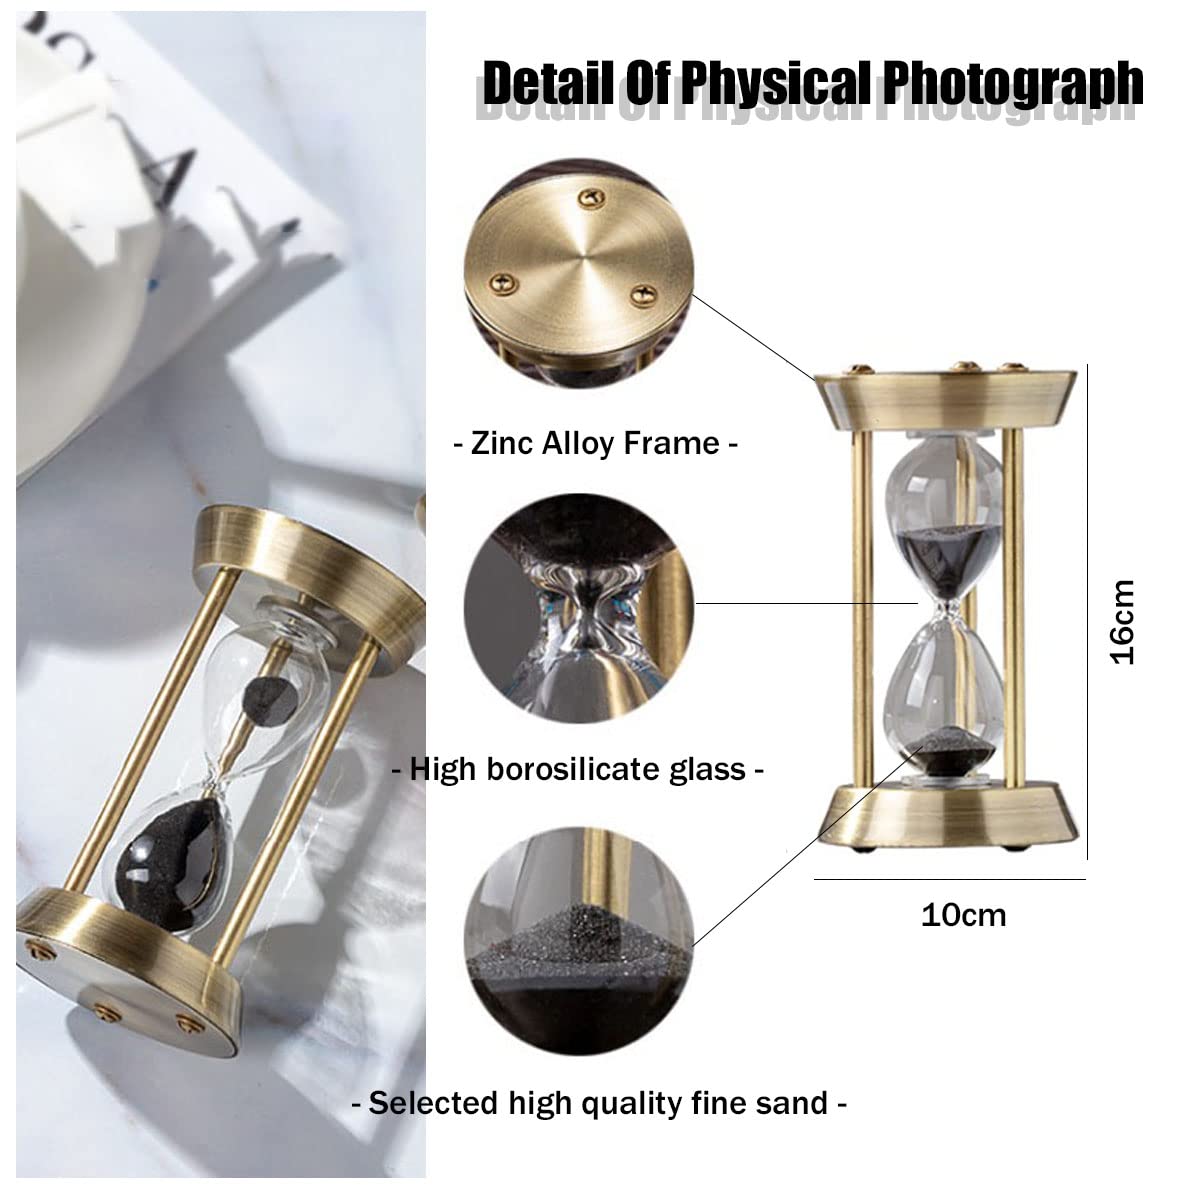 Detail Of Physical Photograph
- Zinc Alloy Frame -
- High borosilicate glass -
16cm
10cm
- Selected high quality fine sand -